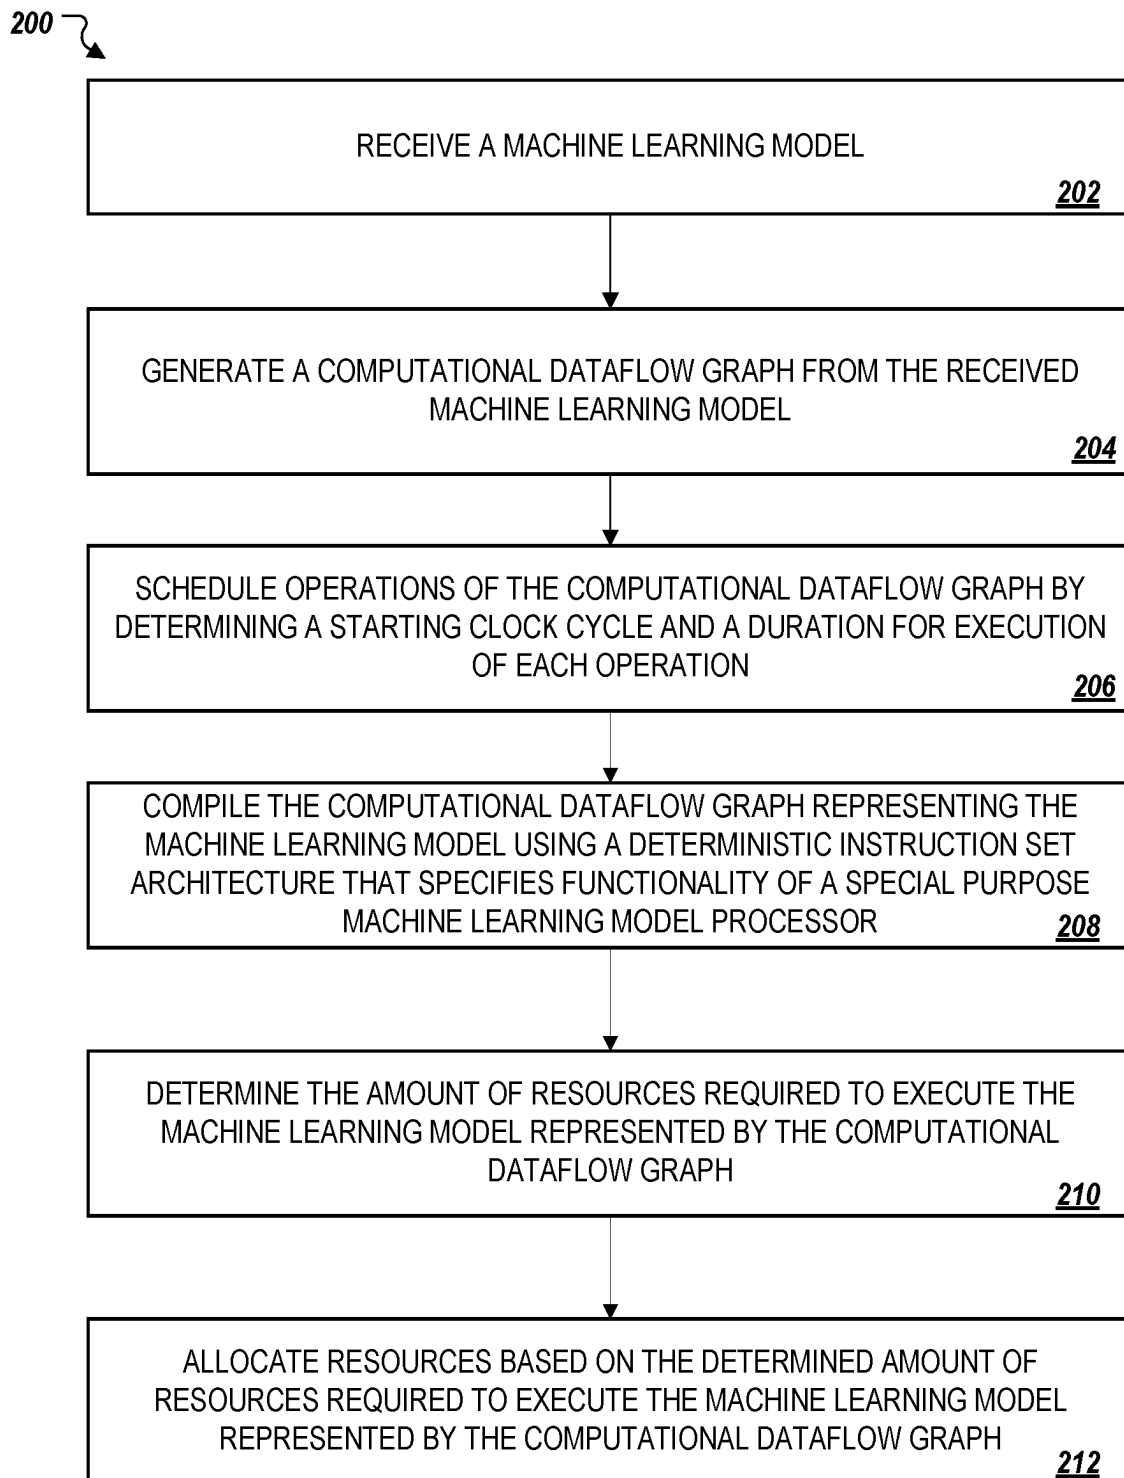 200
RECEIVE A MACHINE LEARNING MODEL
202
GENERATE A COMPUTATIONAL DATAFLOW GRAPH FROM THE RECEIVED
MACHINE LEARNING MODEL
204
SCHEDULE OPERATIONS OF THE COMPUTATIONAL DATAFLOW GRAPH BY
DETERMINING A STARTING CLOCK CYCLE AND A DURATION FOR EXECUTION
OF EACH OPERATION
206
COMPILE THE COMPUTATIONAL DATAFLOW GRAPH REPRESENTING THE
MACHINE LEARNING MODEL USING A DETERMINISTIC INSTRUCTION SET
ARCHITECTURE THAT SPECIFIES FUNCTIONALITY OF A SPECIAL PURPOSE
MACHINE LEARNING MODEL PROCESSOR
208
DETERMINE THE AMOUNT OF RESOURCES REQUIRED TO EXECUTE THE
MACHINE LEARNING MODEL REPRESENTED BY THE COMPUTATIONAL
DATAFLOW GRAPH
210
ALLOCATE RESOURCES BASED ON THE DETERMINED AMOUNT OF
RESOURCES REQUIRED TO EXECUTE THE MACHINE LEARNING MODEL
REPRESENTED BY THE COMPUTATIONAL DATAFLOW GRAPH
212